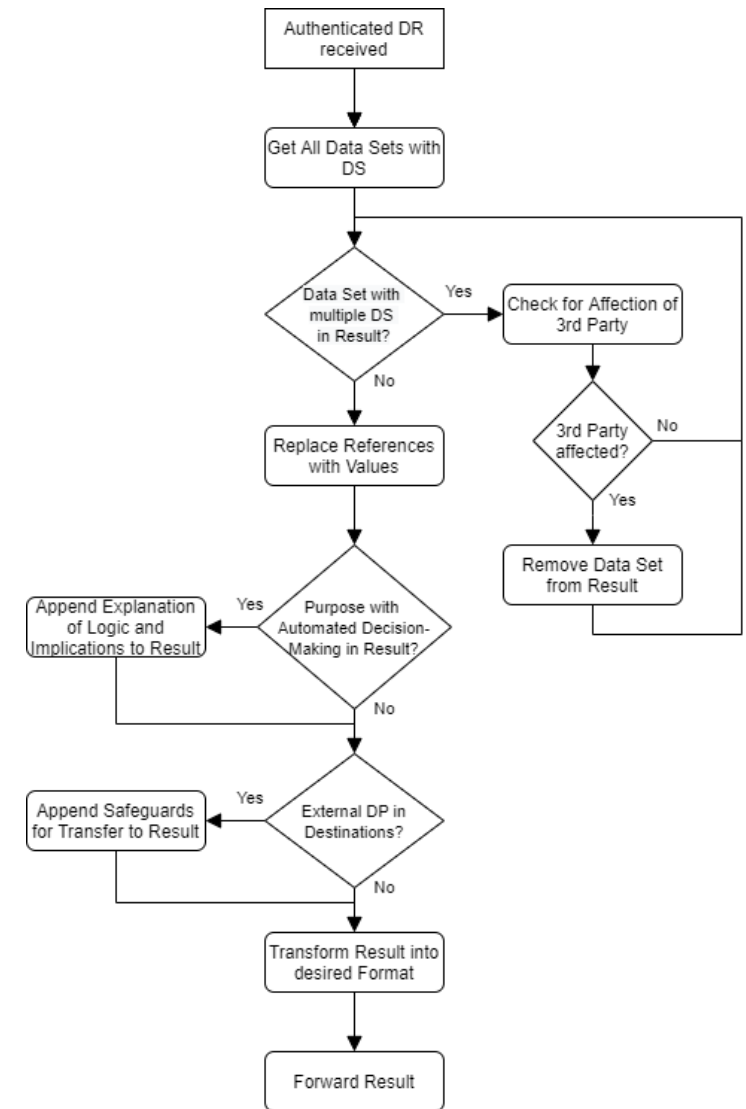 Authenticated DR
received
Get All Data Sets with
DS
Data Set with
multiple DS
in Result?
Yes
Check for Affection of
3rd Party
No
3rd Party
affected?
No
Replace References
with Values
Yes
Remove Data Set
from Result
Purpose with
Automated Decision-
Making in Result?
Yes
Append Explanation
of Logic and
Implications to Result
No
External DP in
Destinations?
Yes
Append Safeguards
for Transfer to Result
No
Transform Result into
desired Format
Forward Result